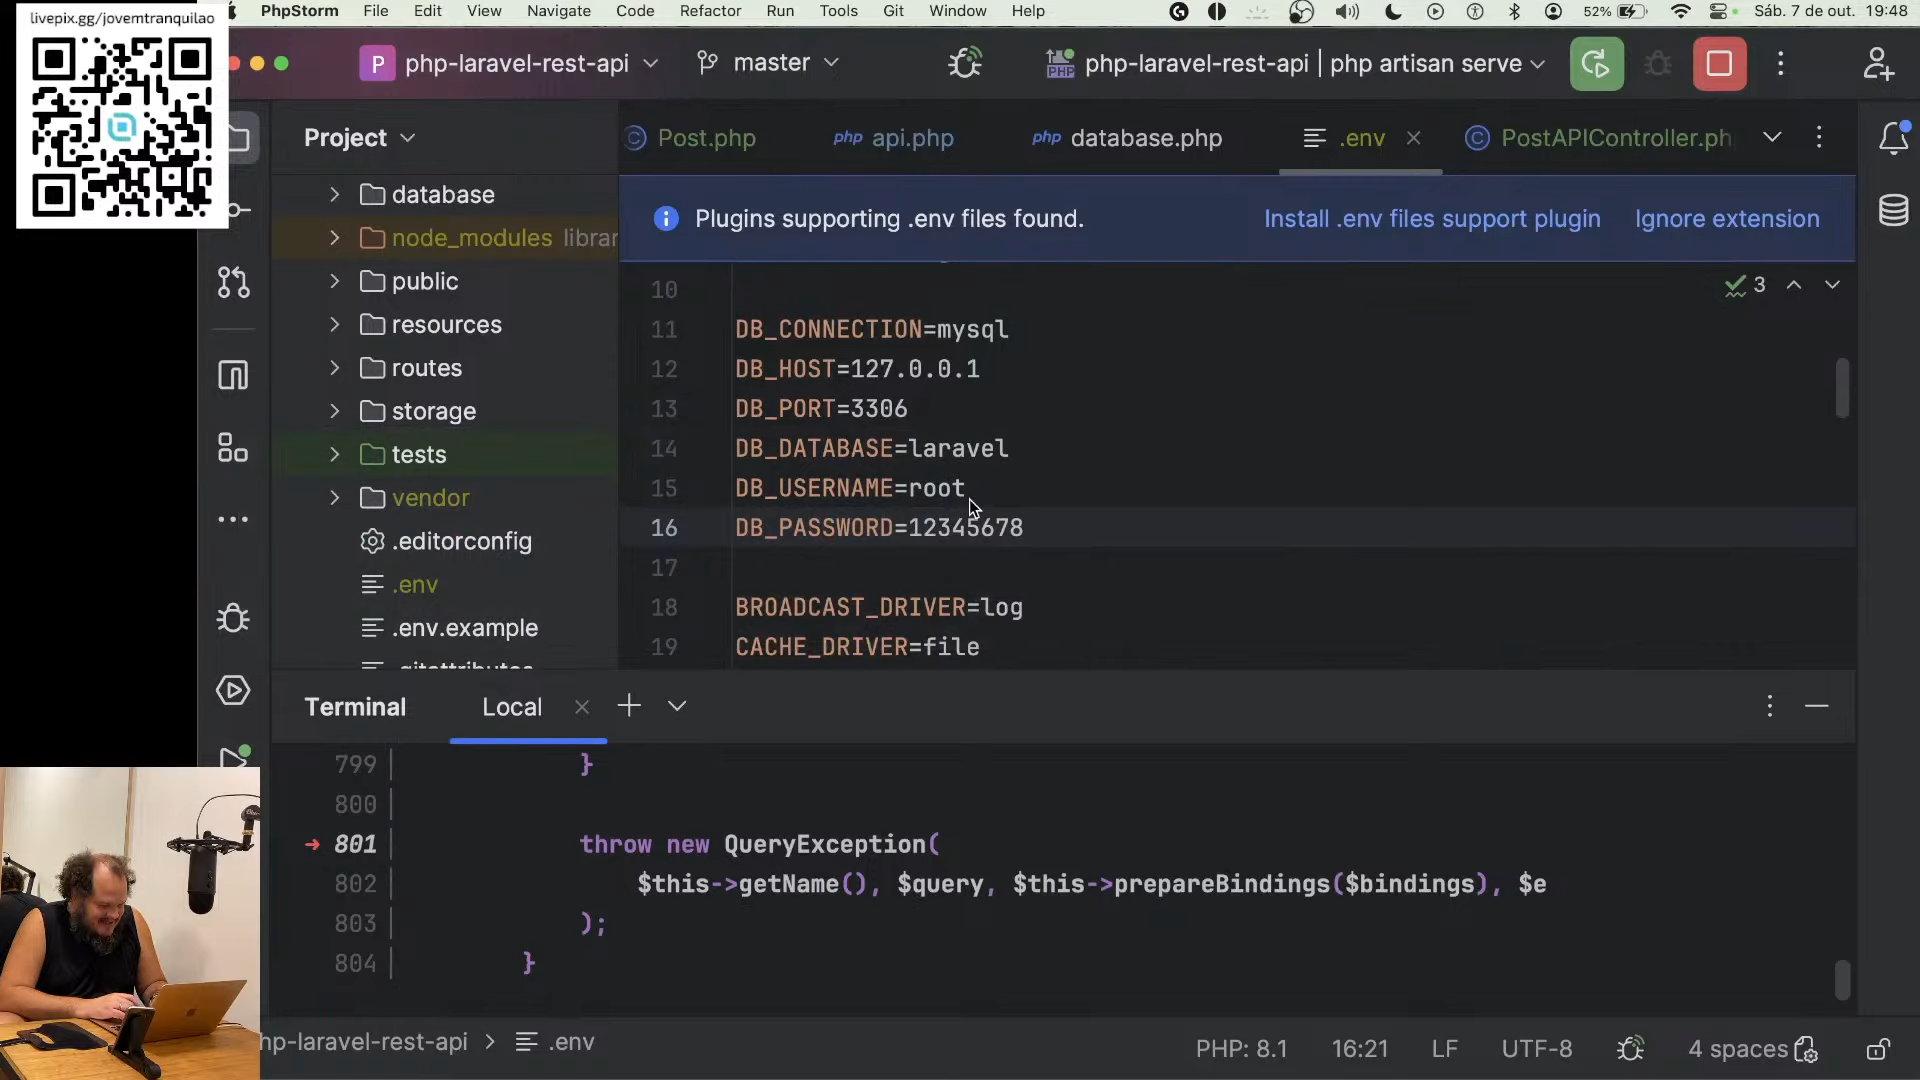 livepix.gg/jovemtranquilao
PhpStorm File Edit View Navigate Code Refactor Run Tools Git Window Help 52% Sáb. 7 de out. 19:48
P php-laravel-rest-api master php-laravel-rest-api | php artisan serve
Project
Post.php php api.php php database.php .env PostAPIController.ph
database
node_modules librar
public
resources
routes
storage
tests
vendor
.editorconfig
.env
.env.example
.gitattributes
Plugins supporting .env files found. Install .env files support plugin Ignore extension
3
10
11 DB_CONNECTION=mysql
12 DB_HOST=127.0.0.1
13 DB_PORT=3306
14 DB_DATABASE=laravel
15 DB_USERNAME=root
16 DB_PASSWORD=12345678
17
18 BROADCAST_DRIVER=log
19 CACHE_DRIVER=file
Terminal Local
799 }
800
801 throw new QueryException(
802 $this->getName(), $query, $this->prepareBindings($bindings), $e
803 );
804 }
hp-laravel-rest-api > .env PHP: 8.1 16:21 LF UTF-8 4 spaces